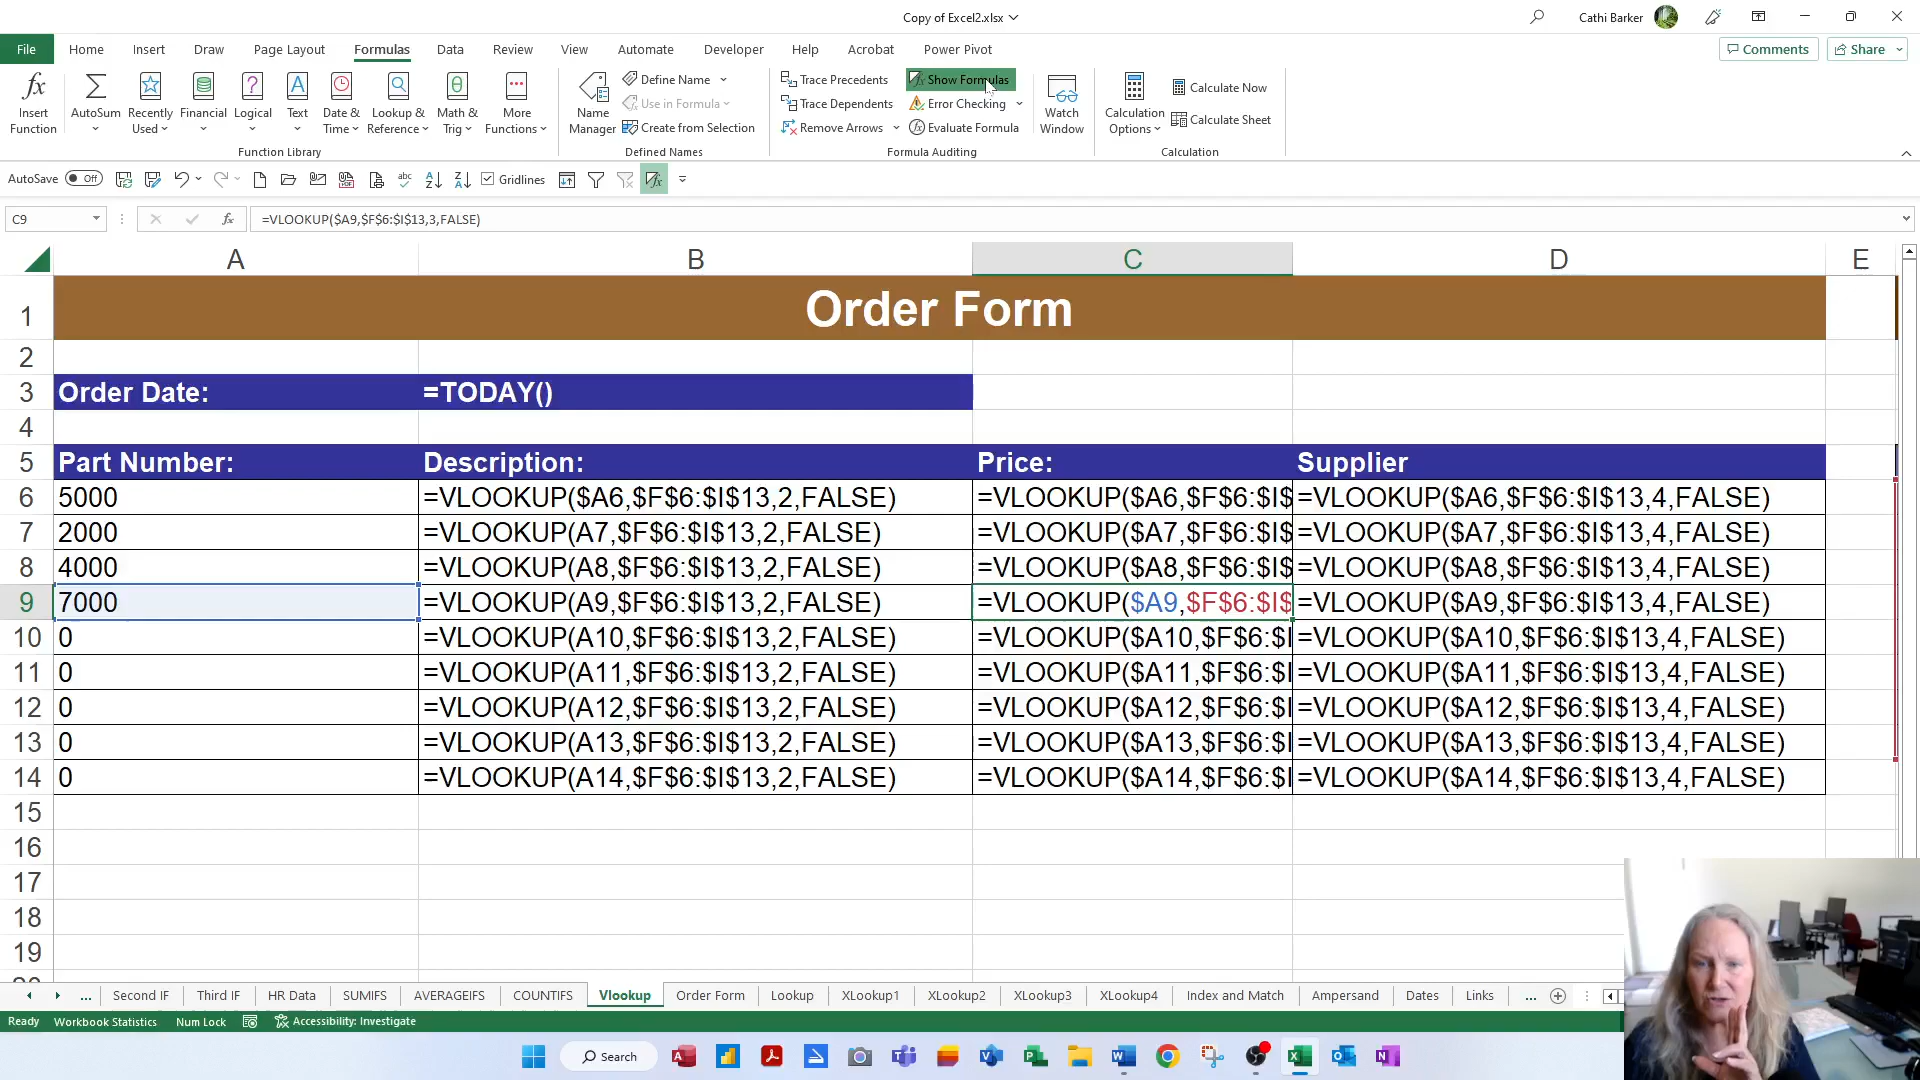 Copy of Excel2.xlsx
Cathi Barker
File Home Insert Draw Page Layout Formulas Data Review View Automate Developer Help Acrobat Power Pivot
Comments Share
Insert Function
AutoSum
Recently Used
Financial
Logical
Text
Date & Time
Lookup & Reference
Math & Trig
More Functions
Function Library
Name Manager
Define Name
Use in Formula
Create from Selection
Defined Names
Trace Precedents
Trace Dependents
Remove Arrows
Show Formulas
Error Checking
Evaluate Formula
Formula Auditing
Watch Window
Calculation Options
Calculate Now
Calculate Sheet
Calculation
AutoSave Off
Gridlines
C9 fx =VLOOKUP($A9,$F$6:$I$13,3,FALSE)
A B C D E
1 Order Form
2
3 Order Date: =TODAY()
4
5 Part Number: Description: Price: Supplier
6 5000 =VLOOKUP($A6,$F$6:$I$13,2,FALSE) =VLOOKUP($A6,$F$6:$I$ =VLOOKUP($A6,$F$6:$I$13,4,FALSE)
7 2000 =VLOOKUP(A7,$F$6:$I$13,2,FALSE) =VLOOKUP($A7,$F$6:$I$ =VLOOKUP($A7,$F$6:$I$13,4,FALSE)
8 4000 =VLOOKUP(A8,$F$6:$I$13,2,FALSE) =VLOOKUP($A8,$F$6:$I$ =VLOOKUP($A8,$F$6:$I$13,4,FALSE)
9 7000 =VLOOKUP(A9,$F$6:$I$13,2,FALSE) =VLOOKUP($A9,$F$6:$I$ =VLOOKUP($A9,$F$6:$I$13,4,FALSE)
10 0 =VLOOKUP(A10,$F$6:$I$13,2,FALSE) =VLOOKUP($A10,$F$6:$I =VLOOKUP($A10,$F$6:$I$13,4,FALSE)
11 0 =VLOOKUP(A11,$F$6:$I$13,2,FALSE) =VLOOKUP($A11,$F$6:$I =VLOOKUP($A11,$F$6:$I$13,4,FALSE)
12 0 =VLOOKUP(A12,$F$6:$I$13,2,FALSE) =VLOOKUP($A12,$F$6:$I =VLOOKUP($A12,$F$6:$I$13,4,FALSE)
13 0 =VLOOKUP(A13,$F$6:$I$13,2,FALSE) =VLOOKUP($A13,$F$6:$I =VLOOKUP($A13,$F$6:$I$13,4,FALSE)
14 0 =VLOOKUP(A14,$F$6:$I$13,2,FALSE) =VLOOKUP($A14,$F$6:$I =VLOOKUP($A14,$F$6:$I$13,4,FALSE)
15
16
17
18
19
... Second IF Third IF HR Data SUMIFS AVERAGEIFS COUNTIFS Vlookup Order Form Lookup XLookup1 XLookup2 XLookup3 XLookup4 Index and Match Ampersand Dates Links ...
Ready Workbook Statistics Num Lock Accessibility: Investigate
Search